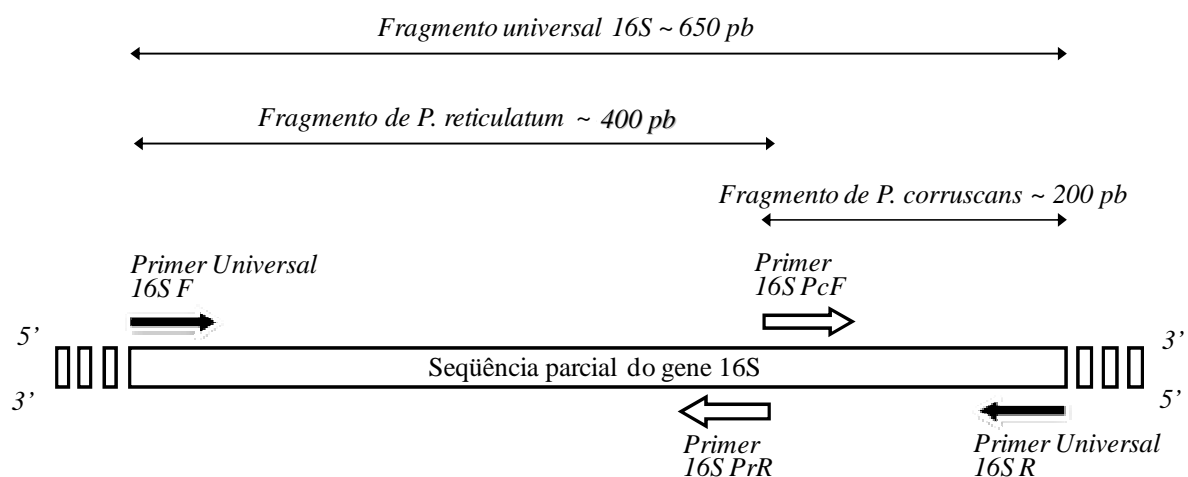 Fragmento universal 16S ~ 650 pb
Fragmento de P. reticulatum ~ 400 pb
Fragmento de P. corruscans ~ 200 pb
Primer Universal
16S F
Primer
16S PcF
5’
3’
Seqüência parcial do gene 16S
3’
5’
Primer
16S PrR
Primer Universal
16S R